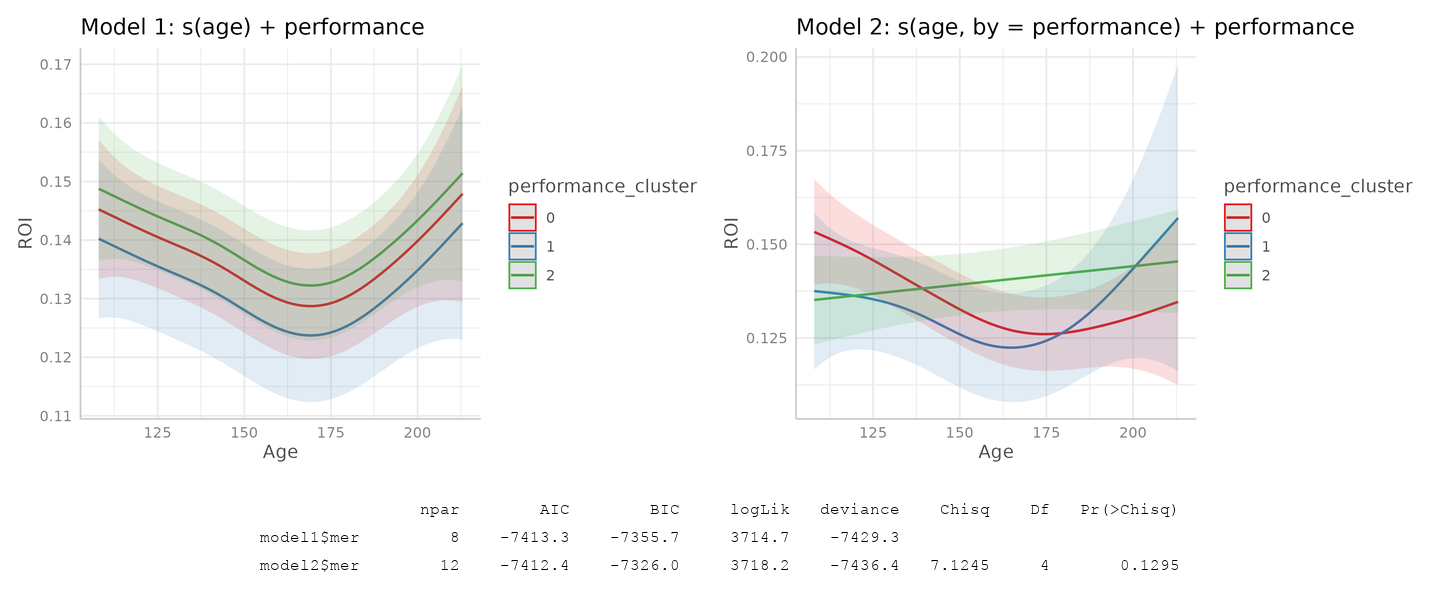 Model 1: s(age) + performance
0.17
0.16
0.15
0.14
0.13
0.12
0.11
ROI
125 150 175 200
Age
performance_cluster
0
1
2
Model 2: s(age, by = performance) + performance
0.200
0.175
0.150
0.125
ROI
125 150 175 200
Age
performance_cluster
0
1
2
npar AIC BIC logLik deviance Chisq Df Pr(>Chisq)
model1$mer 8 -7413.3 -7355.7 3714.7 -7429.3
model2$mer 12 -7412.4 -7326.0 3718.2 -7436.4 7.1245 4 0.1295